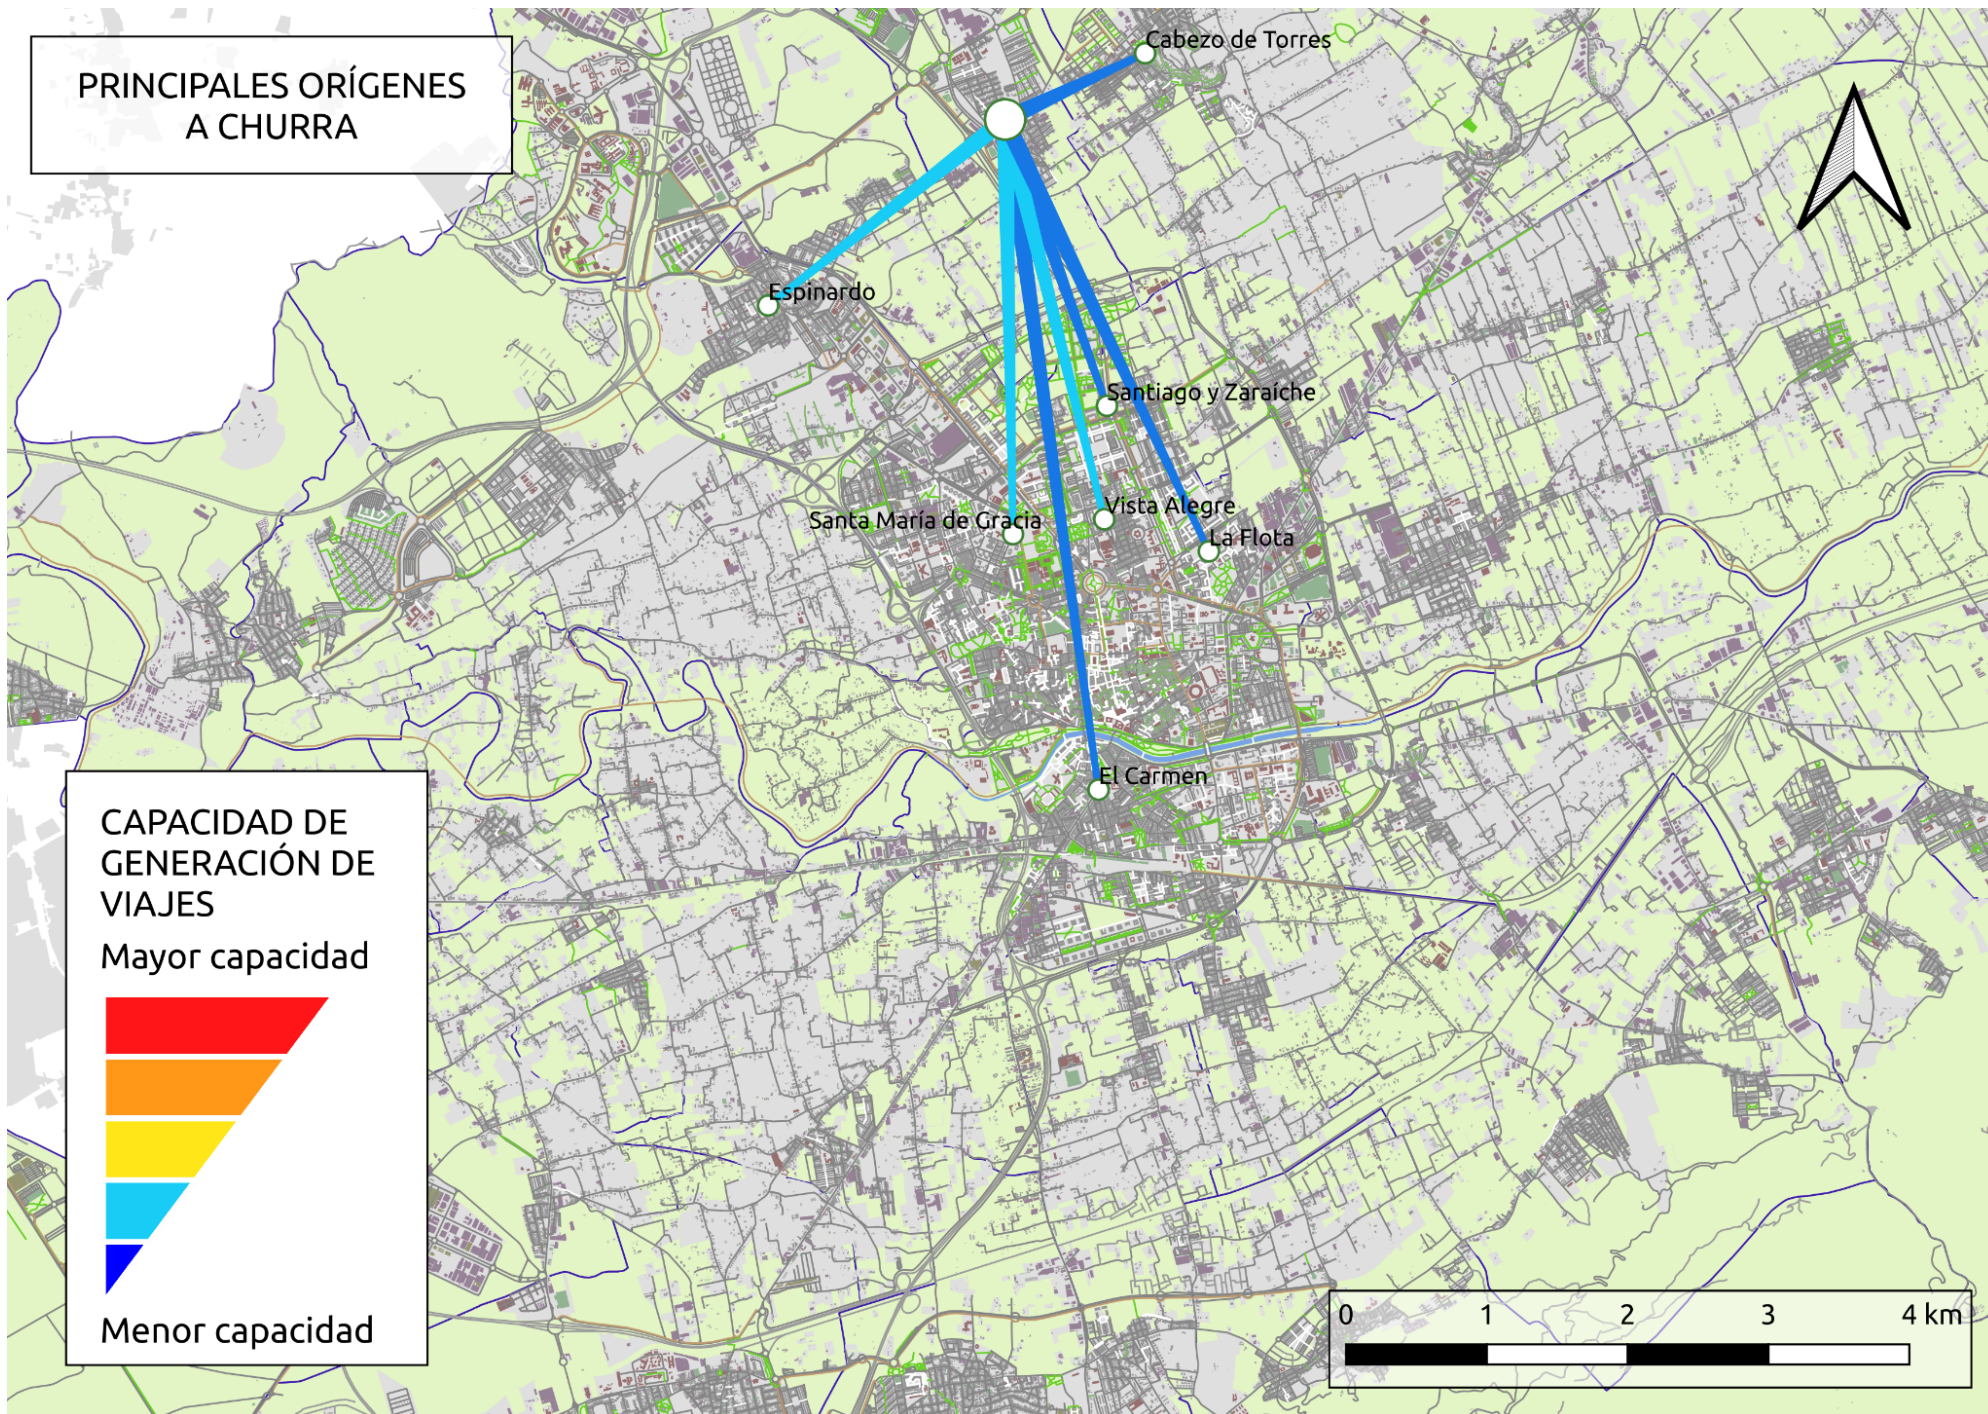 PRINCIPALES ORÍGENES
A CHURRA
Cabezo de Torres
Espinardo
Santiago y Zaraíche
Vista Alegre
Santa María de Gracia
La Flota
El Carmen
CAPACIDAD DE
GENERACIÓN DE
VIAJES
Mayor capacidad
Menor capacidad
0 1 2 3 4 km